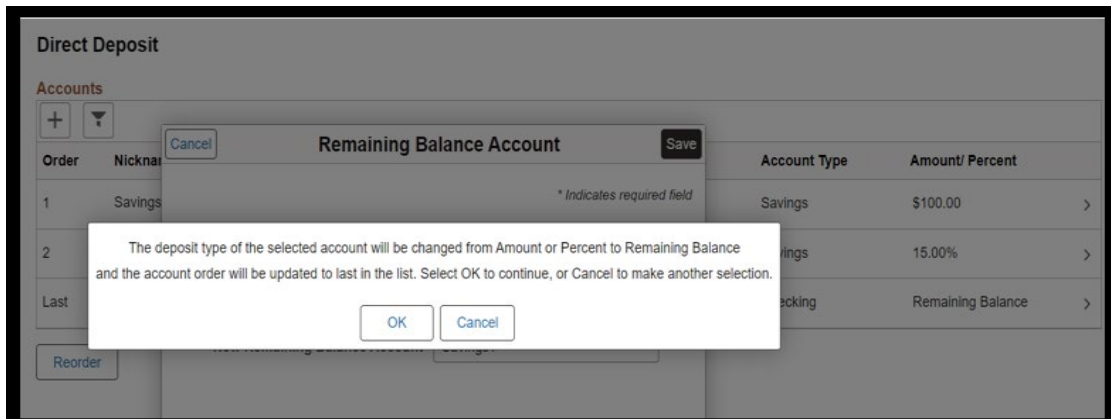 Direct Deposit
Accounts
Cancel
Remaining Balance Account
Save
Order
Account Type
Amount/ Percent
* Indicates required field
1
Savings
Savings
$100.00
2
15.00%
The deposit type of the selected account will be changed from Amount or Percent to Remaining Balance
and the account order will be updated to last in the list. Select OK to continue, or Cancel to make another selection.
Last
Remaining Balance
OK
Cancel
Reorder